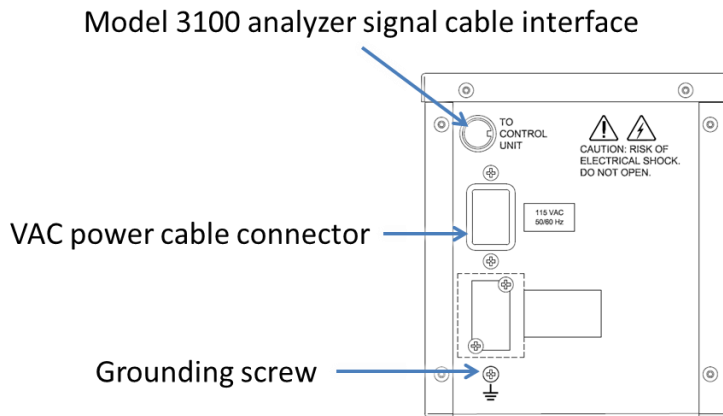 Model 3100 analyzer signal cable interface
TO
CONTROL
UNIT
CAUTION: RISK OF
ELECTRICAL SHOCK.
DO NOT OPEN.
VAC power cable connector
115 VAC
50/60 Hz
Grounding screw